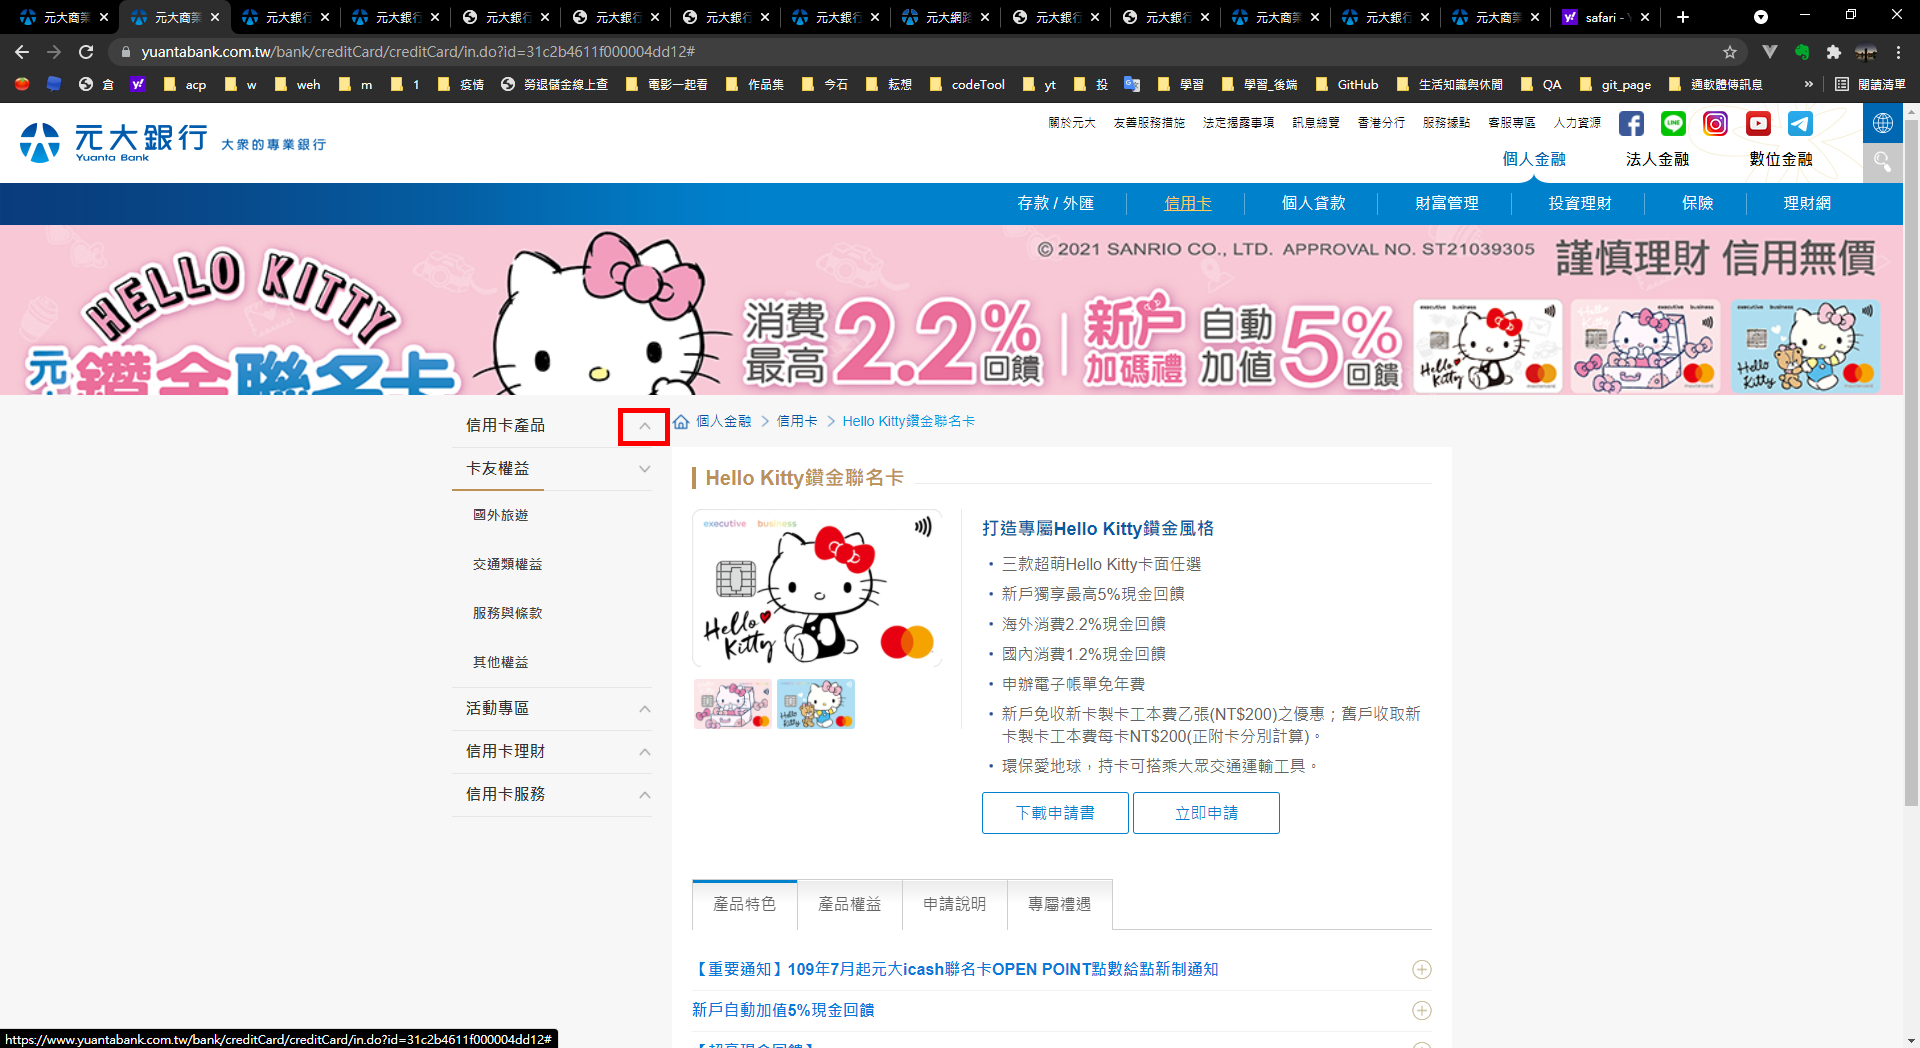 元大商業
元大商業
元大銀行
元大銀行
元大銀行
元大銀行
元大銀行
元大銀行
元大網路
元大銀行
元大銀行
元大商業
元大銀行
元大商業
safari - Y
yuantabank.com.tw/bank/creditCard/creditCard/in.do?id=31c2b4611f000004dd12#
倉
acp
w
weh
m
1
疫情
勞退儲金線上查
電影一起看
作品集
今石
耘想
codeTool
yt
投
學習
學習_後端
GitHub
生活知識與休閒
QA
git_page
通軟體傳訊息
»
閱讀清單
元大銀行
Yuanta Bank
大眾的專業銀行
關於元大 友善服務措施 法定揭露事項 訊息總覽 香港分行 服務據點 客服專區 人力資源
LINE
個人金融 法人金融 數位金融
存款 / 外匯 信用卡 個人貸款 財富管理 投資理財 保險 理財網
© 2021 SANRIO CO., LTD. APPROVAL NO. ST21039305
謹慎理財 信用無價
HELLO KITTY
鑽金聯名卡
消費最高2.2%回饋
新戶加碼禮
自動加值5%回饋
信用卡產品
卡友權益
國外旅遊
交通類權益
服務與條款
其他權益
活動專區
信用卡理財
信用卡服務
個人金融 > 信用卡 > Hello Kitty鑽金聯名卡
Hello Kitty鑽金聯名卡
executive business
Hello Kitty
打造專屬Hello Kitty鑽金風格
• 三款超萌Hello Kitty卡面任選
• 新戶獨享最高5%現金回饋
• 海外消費2.2%現金回饋
• 國內消費1.2%現金回饋
• 申辦電子帳單免年費
• 新戶免收新卡製卡工本費乙張(NT$200)之優惠；舊戶收取新
卡製卡工本費每卡NT$200(正附卡分別計算)。
• 環保愛地球，持卡可搭乘大眾交通運輸工具。
下載申請書
立即申請
產品特色 產品權益 申請說明 專屬禮遇
【重要通知】109年7月起元大icash聯名卡OPEN POINT點數給點新制通知
新戶自動加值5%現金回饋
https://www.yuantabank.com.tw/bank/creditCard/creditCard/in.do?id=31c2b4611f000004dd12#